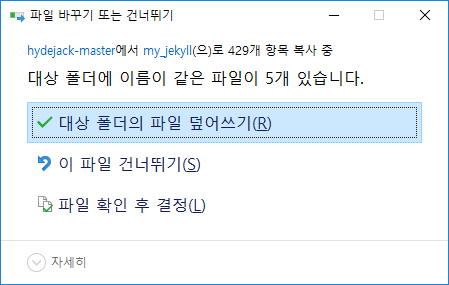 파일 바꾸기 또는 건너뛰기
hydejack-master에서 my_jekyll(으)로 429개 항목 복사 중
대상 폴더에 이름이 같은 파일이 5개 있습니다.
대상 폴더의 파일 덮어쓰기(R)
이 파일 건너뛰기(S)
파일 확인 후 결정(L)
자세히